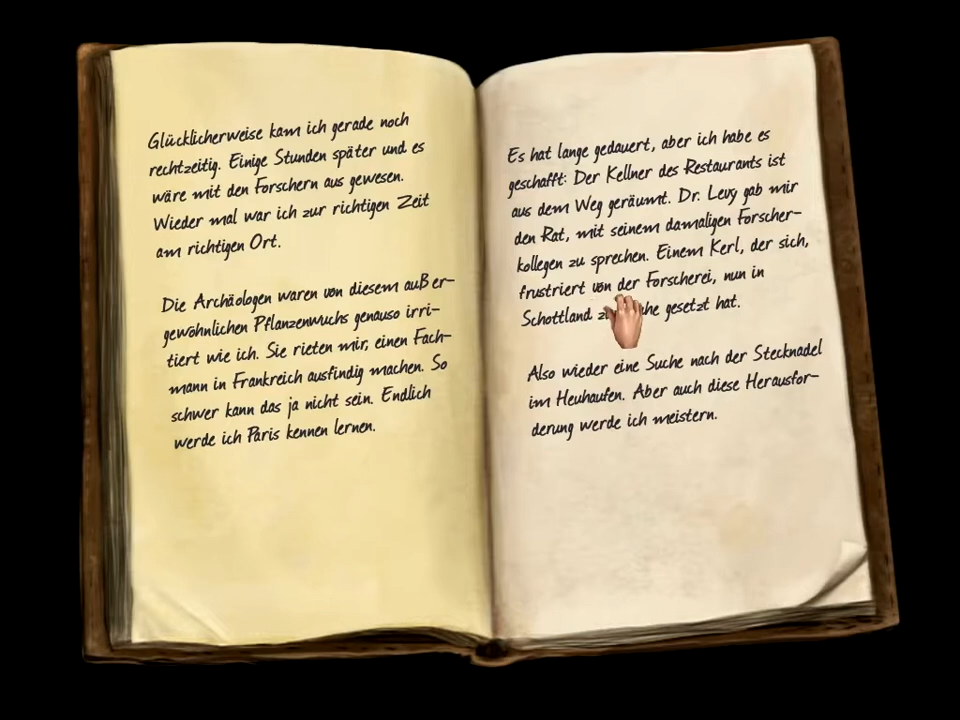 Glücklicherweise kam ich gerade noch
rechtzeitig. Einige Stunden später und es
wäre mit den Forschern aus gewesen.
Wieder mal war ich zur richtigen Zeit
am richtigen Ort.
Die Archäologen waren von diesem außer-
gewöhnlichen Pflanzenwuchs genauso irri-
tiert wie ich. Sie rieten mir, einen Fach-
mann in Frankreich ausfindig machen. So
schwer kann das ja nicht sein. Endlich
werde ich Paris kennen lernen.
Es hat lange gedauert, aber ich habe es
geschafft: Der Kellner des Restaurants ist
aus dem Weg geräumt. Dr. Levy gab mir
den Rat, mit seinem damaligen Forscher-
kollegen zu sprechen. Einem Kerl, der sich,
frustriert von der Forscherei, nun in
Schottland gesetzt hat.
Also wieder eine Suche nach der Stecknadel
im Heuhaufen. Aber auch diese Herausfor-
derung werde ich meistern.